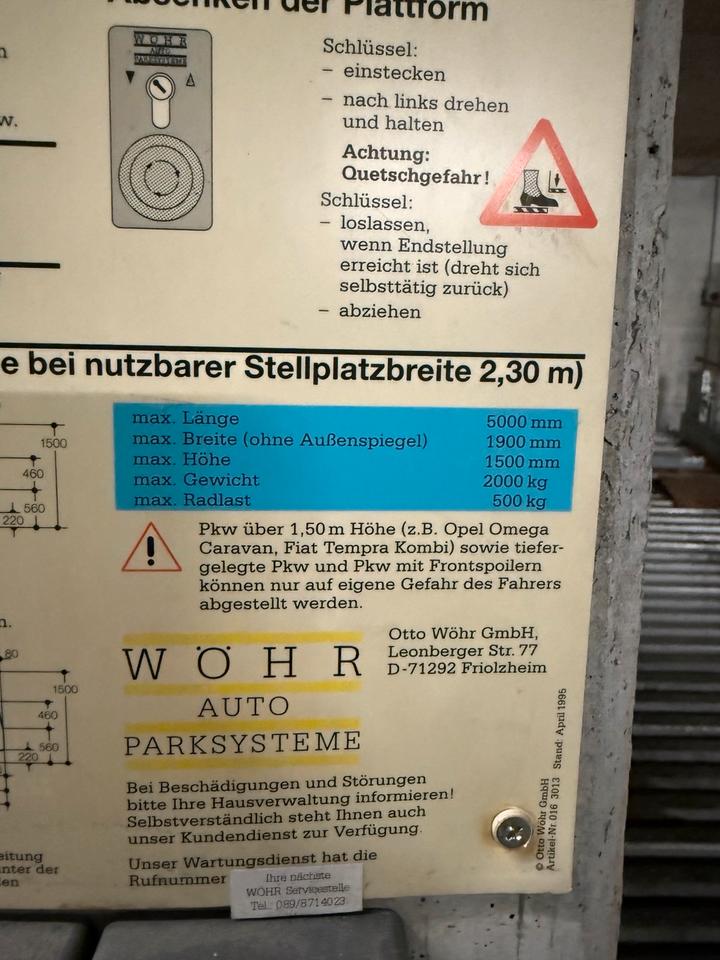 Absenken der Plattform
WÖHR
AUTO
PARKSYSTEME
Schlüssel:
– einstecken
– nach links drehen
und halten
Achtung:
Quetschgefahr!
Schlüssel:
– loslassen,
wenn Endstellung
erreicht ist (dreht sich
selbsttätig zurück)
– abziehen
n
w.
e bei nutzbarer Stellplatzbreite 2,30 m)
max. Länge 5000 mm
max. Breite (ohne Außenspiegel) 1900 mm
max. Höhe 1500 mm
max. Gewicht 2000 kg
max. Radlast 500 kg
1500
460
560
220
Pkw über 1,50 m Höhe (z.B. Opel Omega
Caravan, Fiat Tempra Kombi) sowie tiefer-
gelegte Pkw und Pkw mit Frontspoilern
können nur auf eigene Gefahr des Fahrers
abgestellt werden.
n.
80
1500
460
560
220
WÖHR
AUTO
PARKSYSTEME
Otto Wöhr GmbH,
Leonberger Str. 77
D-71292 Friolzheim
Bei Beschädigungen und Störungen
bitte Ihre Hausverwaltung informieren!
Selbstverständlich steht Ihnen auch
unser Kundendienst zur Verfügung.
Unser Wartungsdienst hat die
Rufnummer
Ihre nächste
WÖHR Servicestelle
Tel.: 089/8714023
eitung
unter der
len
© Otto Wöhr GmbH
Artikel-Nr. 016 3013 Stand: April 1995